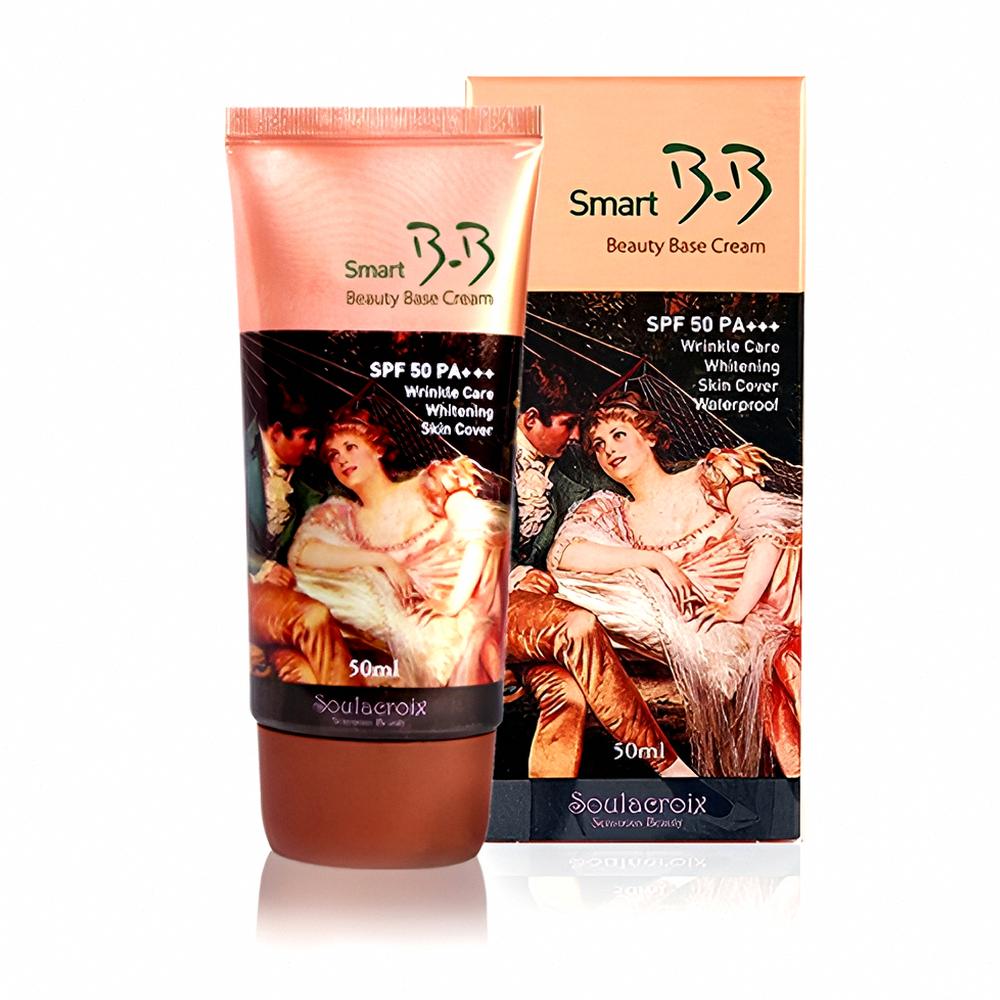 Smart B.B
Beauty Base Cream
SPF 50 PA+++
Wrinkle Care
Whitening
Skin Cover
50ml
Soulacroix
Smart B.B
Beauty Base Cream
SPF 50 PA+++
Wrinkle Care
Whitening
Skin Cover
Waterproof
50ml
Soulacroix
Beauty